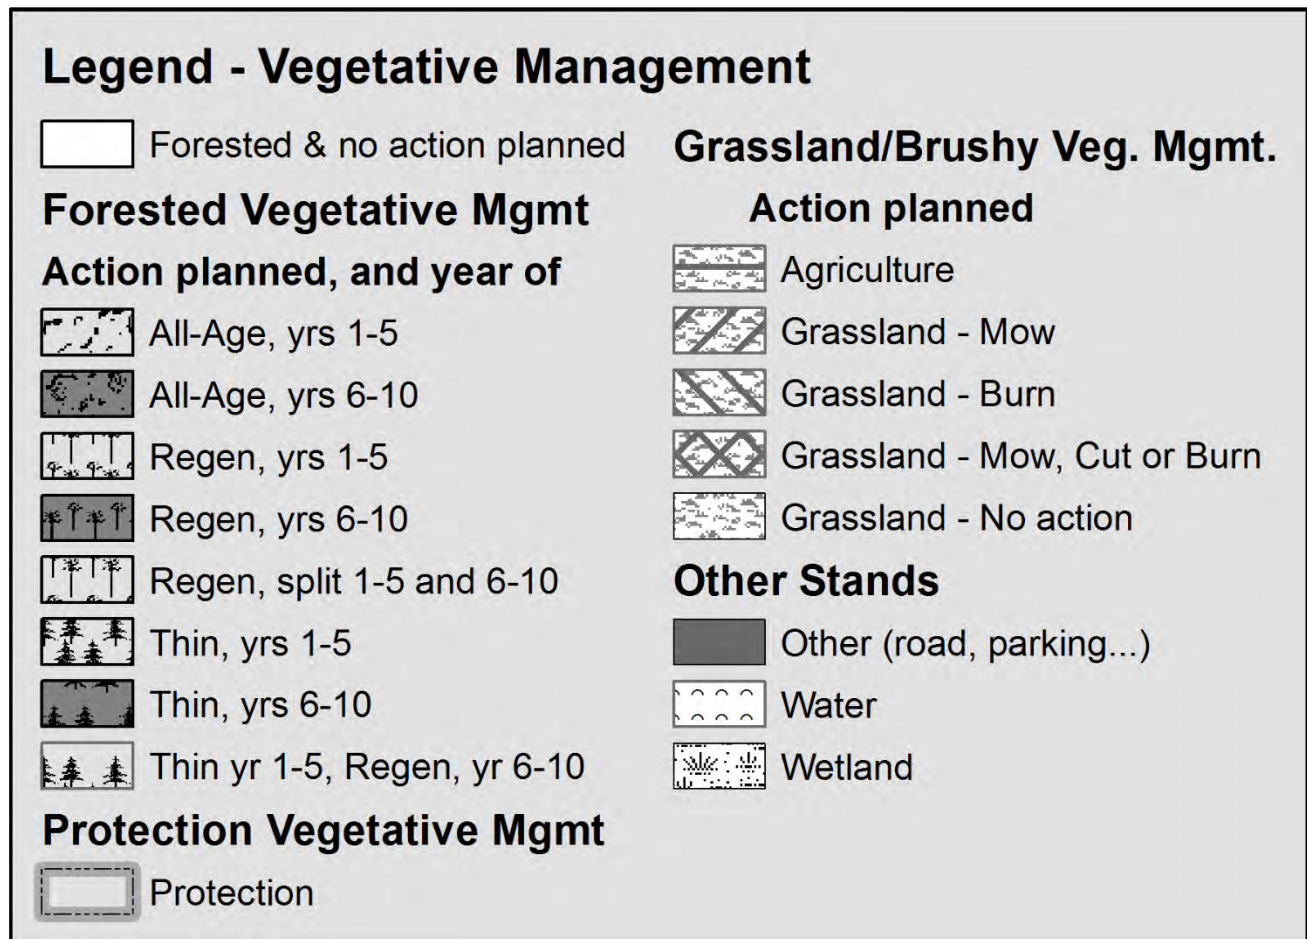 Legend - Vegetative Management
Forested & no action planned
Forested Vegetative Mgmt
Action planned, and year of
All-Age, yrs 1-5
All-Age, yrs 6-10
Regen, yrs 1-5
Regen, yrs 6-10
Regen, split 1-5 and 6-10
Thin, yrs 1-5
Thin, yrs 6-10
Thin yr 1-5, Regen, yr 6-10
Protection Vegetative Mgmt
Protection
Grassland/Brushy Veg. Mgmt.
Action planned
Agriculture
Grassland - Mow
Grassland - Burn
Grassland - Mow, Cut or Burn
Grassland - No action
Other Stands
Other (road, parking...)
Water
Wetland